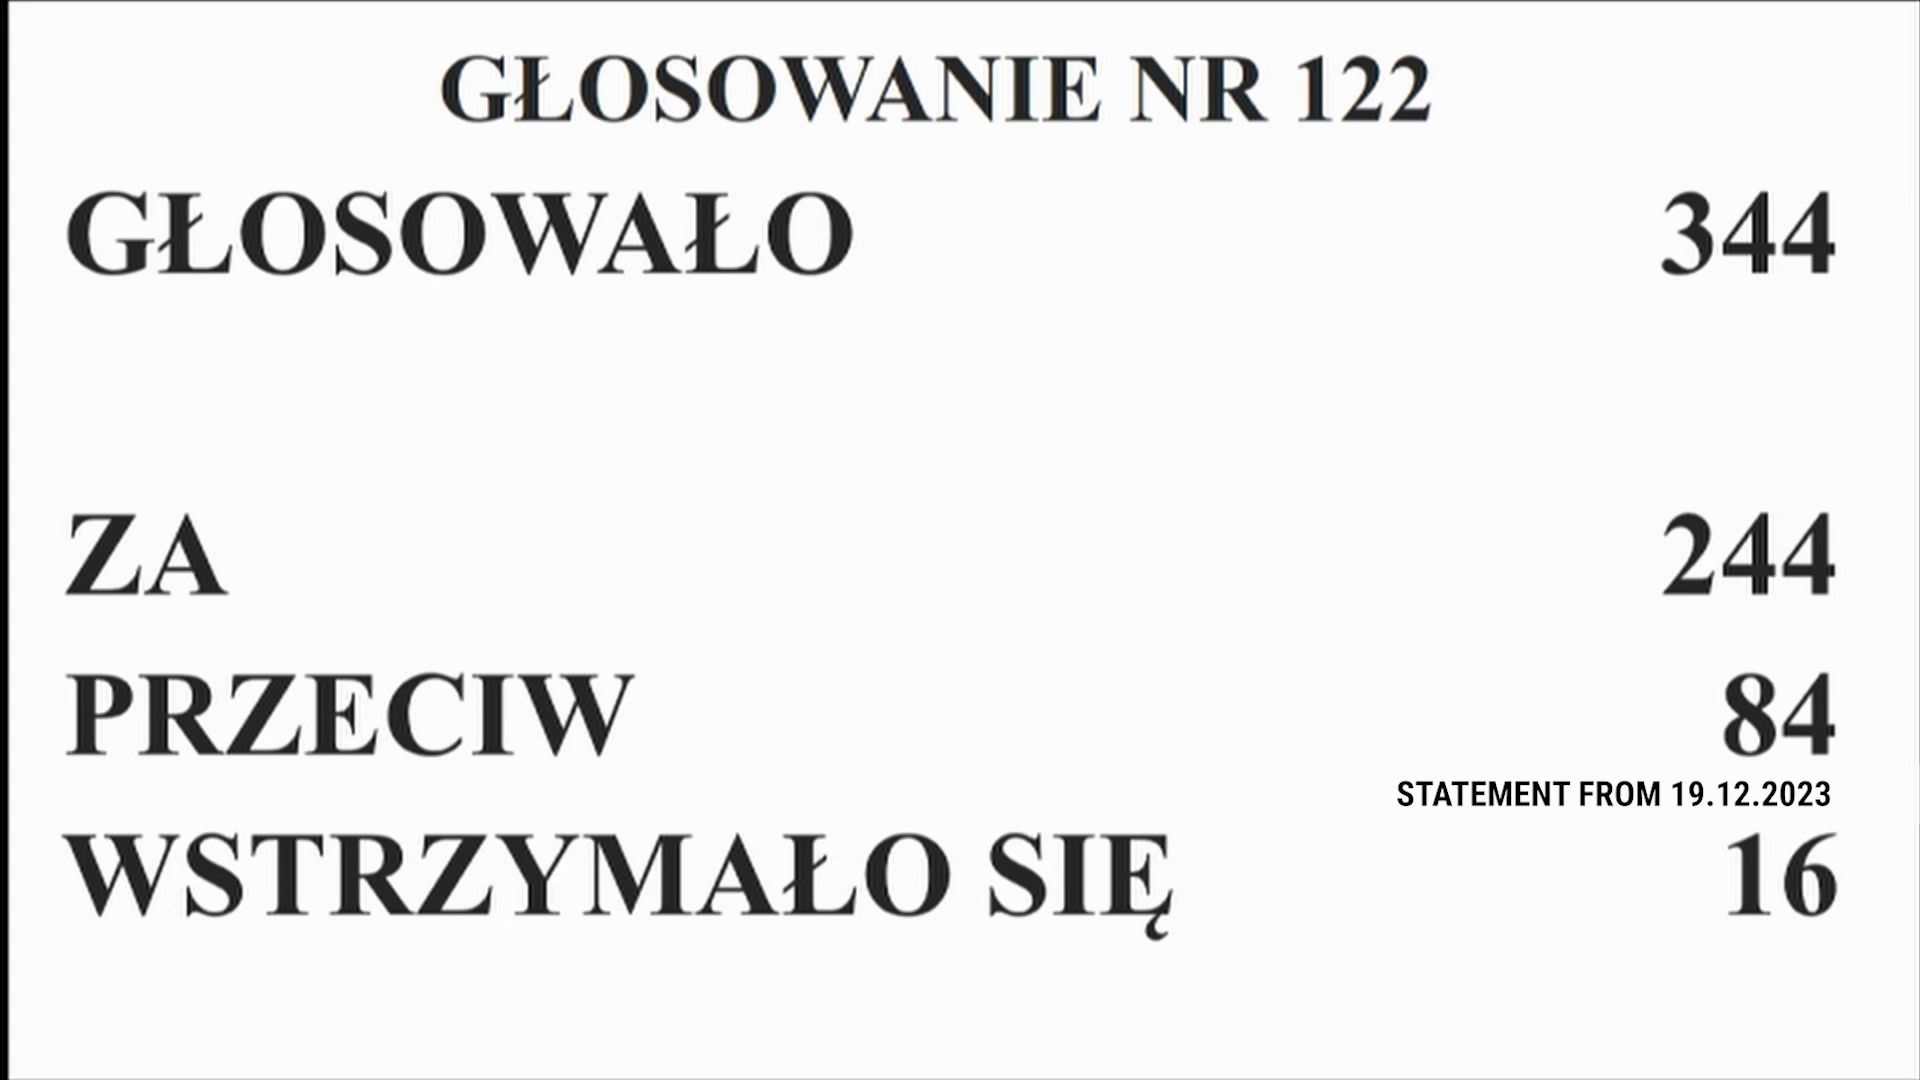 GŁOSOWANIE NR 122
GŁOSOWAŁO 344
ZA 244
PRZECIW 84
STATEMENT FROM 19.12.2023
WSTRZYMAŁO SIĘ 16